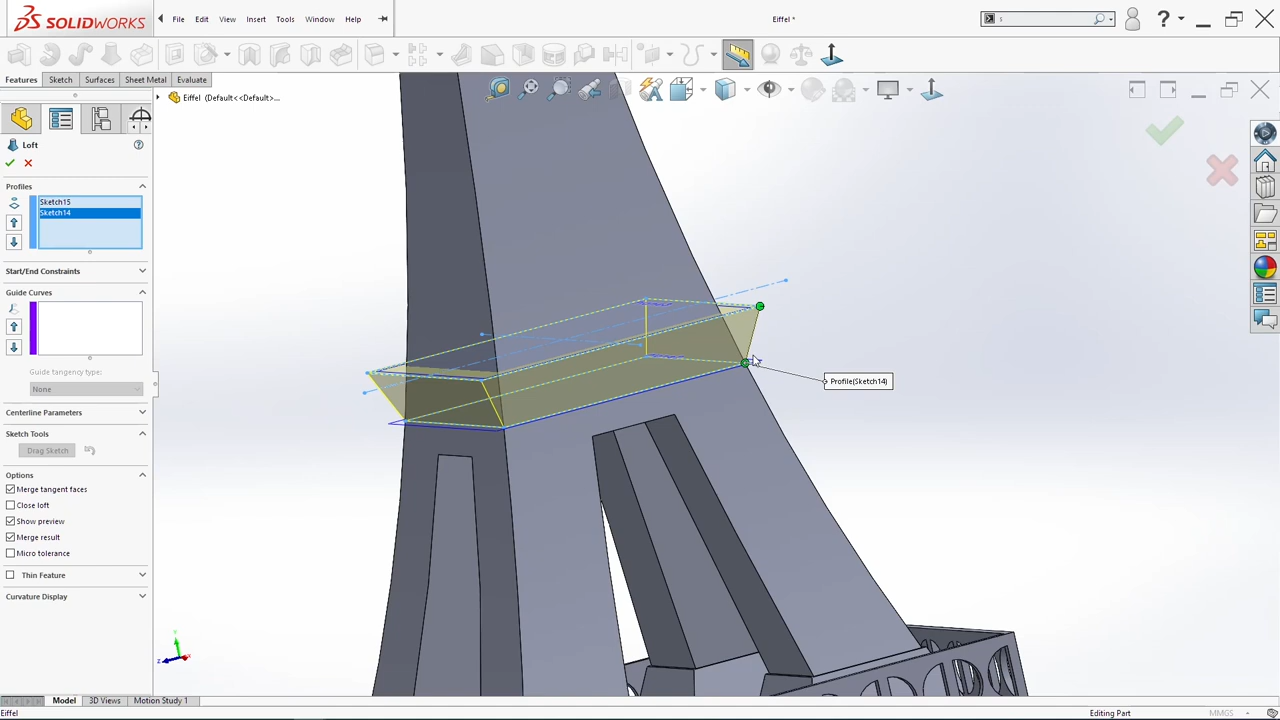 SOLIDWORKS
File Edit View Insert Tools Window Help
Eiffel *
s
?
Features Sketch Surfaces Sheet Metal Evaluate
Eiffel (Default<<Default>...
Loft
Profiles
Sketch15
Sketch14
Start/End Constraints
Guide Curves
Guide tangency type:
None
Centerline Parameters
Sketch Tools
Drag Sketch
Options
Merge tangent faces
Close loft
Show preview
Merge result
Micro tolerance
Thin Feature
Curvature Display
Profile(Sketch14)
Y
Z
X
Model 3D Views Motion Study 1
Eiffel Editing Part MMGS